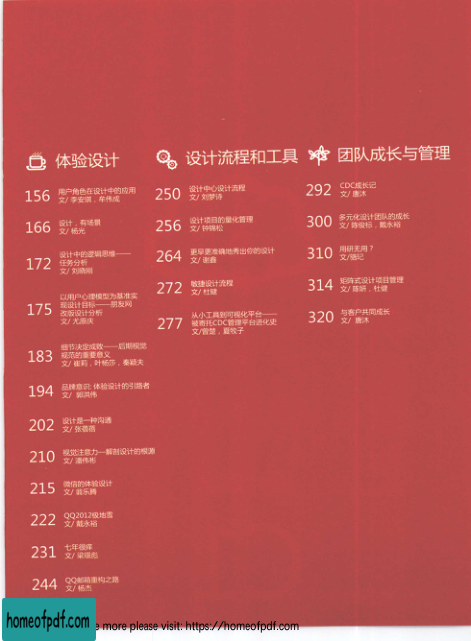 体验设计
156 用户角色在设计中的应用
文/ 李安琪，牟伟成
166 设计，有场景
文/ 杨光
172 设计中的逻辑思维——
任务分析
文/ 刘晓刚
175 以用户心理模型为基准实
现设计目标——朋友网
改版设计分析
文/ 尤原庆
183 细节决定成败——后期视觉
规范的重要意义
文/ 崔莉，叶杨莎，秦颖夫
194 品牌意识: 体验设计的引路者
文/ 郭洪伟
202 设计是一种沟通
文/ 张蓓蓓
210 视觉注意力—解剖设计的根源
文/ 潘伟彬
215 微信的体验设计
文/ 翁乐腾
222 QQ2012极地雪
文/ 戴永裕
231 七年很痒
文/ 梁景彪
244 QQ邮箱重构之路
文/ 杨杰
设计流程和工具
250 设计中心设计流程
文/ 刘梦诗
256 设计项目的量化管理
文/ 钟锦松
264 更早更准确地秀出你的设计
文/ 谢鑫
272 敏捷设计流程
文/ 杜健
277 从小工具到可视化平台——
被寄托CDC管理平台进化史
文/ 曾楚，夏牧子
团队成长与管理
292 CDC成长记
文/ 唐沐
300 多元化设计团队的成长
文/ 陈俊标，戴永裕
310 用研无用？
文/ 骆玘
314 矩阵式设计项目管理
文/ 陈妍，杜健
320 与客户共同成长
文/ 唐沐
homeofpdf.com
e more please visit: https://homeofpdf.com